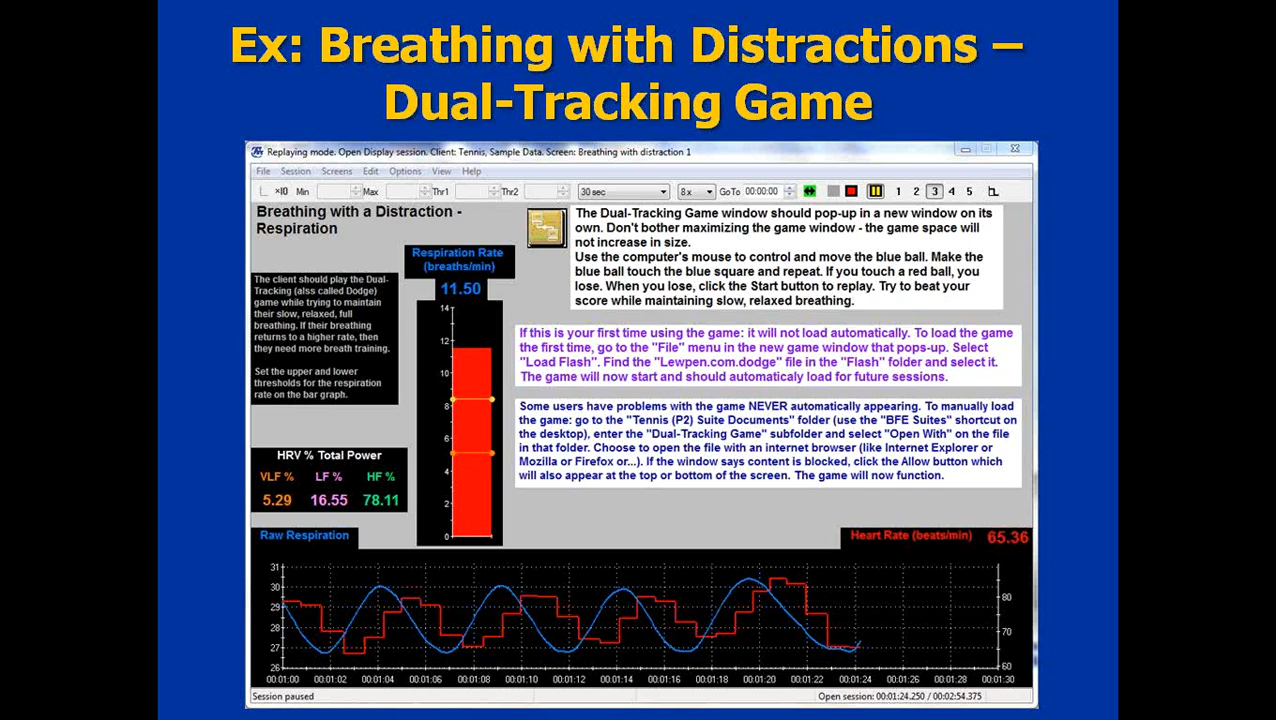 Ex: Breathing with Distractions –
Dual-Tracking Game
Replaying mode. Open Display session. Client: Tennis, Sample Data. Screen: Breathing with distraction 1
File Session Screens Edit Options View Help
×10 Min Max Thr1 Thr2 30 sec 8 x GoTo 00:00:00 1 2 3 4 5
Breathing with a Distraction -
Respiration
The client should play the Dual-
Tracking (alss called Dodge)
game while trying to maintain
their slow, relaxed, full
breathing. If their breathing
returns to a higher rate, then
they need more breath training.
Set the upper and lower
thresholds for the respiration
rate on the bar graph.
HRV % Total Power
VLF % LF % HF %
5.29 16.55 78.11
Respiration Rate
(breaths/min)
11.50
14
12
10
8
6
4
2
0
The Dual-Tracking Game window should pop-up in a new window on its
own. Don't bother maximizing the game window - the game space will
not increase in size.
Use the computer's mouse to control and move the blue ball. Make the
blue ball touch the blue square and repeat. If you touch a red ball, you
lose. When you lose, click the Start button to replay. Try to beat your
score while maintaining slow, relaxed breathing.
If this is your first time using the game: it will not load automatically. To load the game
the first time, go to the "File" menu in the new game window that pops-up. Select
"Load Flash". Find the "Lewpen.com.dodge" file in the "Flash" folder and select it.
The game will now start and should automaticaly load for future sessions.
Some users have problems with the game NEVER automatically appearing. To manually load
the game: go to the "Tennis (P2) Suite Documents" folder (use the "BFE Suites" shortcut on
the desktop), enter the "Dual-Tracking Game" subfolder and select "Open With" on the file
in that folder. Choose to open the file with an internet browser (like Internet Explorer or
Mozilla or Firefox or...). If the window says content is blocked, click the Allow button which
will also appear at the top or bottom of the screen. The game will now function.
Raw Respiration
Heart Rate (beats/min) 65.36
31
30
29
28
27
26
80
70
60
00:01:00 00:01:02 00:01:04 00:01:06 00:01:08 00:01:10 00:01:12 00:01:14 00:01:16 00:01:18 00:01:20 00:01:22 00:01:24 00:01:26 00:01:28 00:01:30
Session paused
Open session: 00:01:24.250 / 00:02:54.375